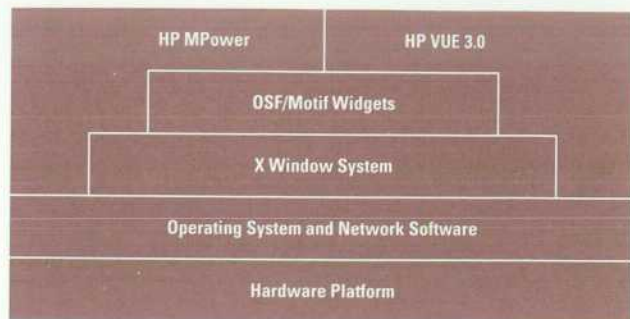 HP MPower
HP VUE 3.0
OSF/Motif Widgets
X Window System
Operating System and Network Software
Hardware Platform